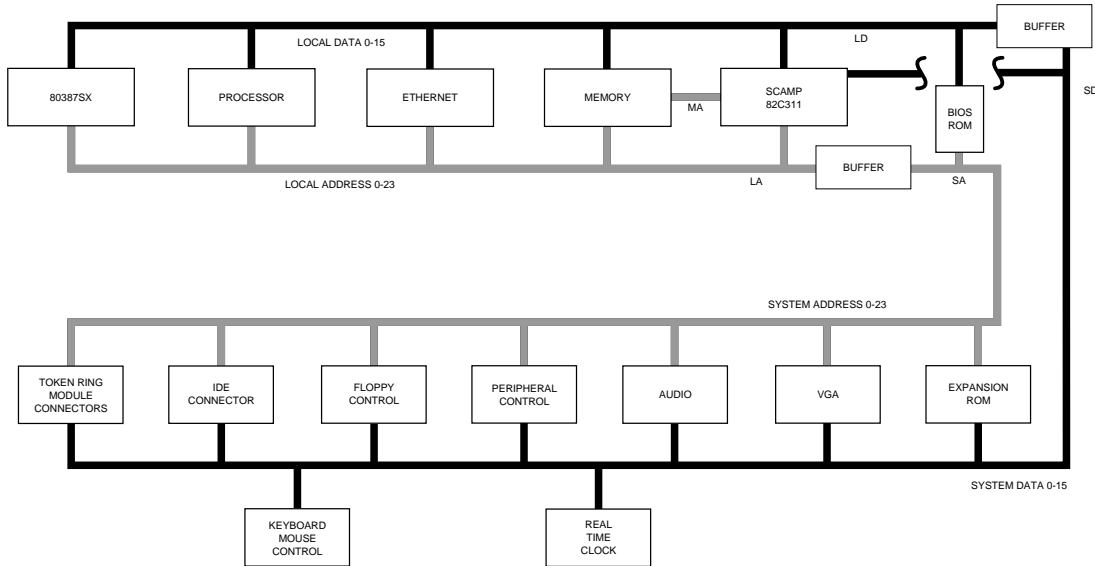 BUFFER
LOCAL DATA 0-15
LD
80387SX
PROCESSOR
ETHERNET
MEMORY
MA
SCAMP
82C311
BIOS
ROM
SD
LOCAL ADDRESS 0-23
LA
BUFFER
SA
SYSTEM ADDRESS 0-23
TOKEN RING
MODULE
CONNECTORS
IDE
CONNECTOR
FLOPPY
CONTROL
PERIPHERAL
CONTROL
AUDIO
VGA
EXPANSION
ROM
SYSTEM DATA 0-15
KEYBOARD
MOUSE
CONTROL
REAL
TIME
CLOCK